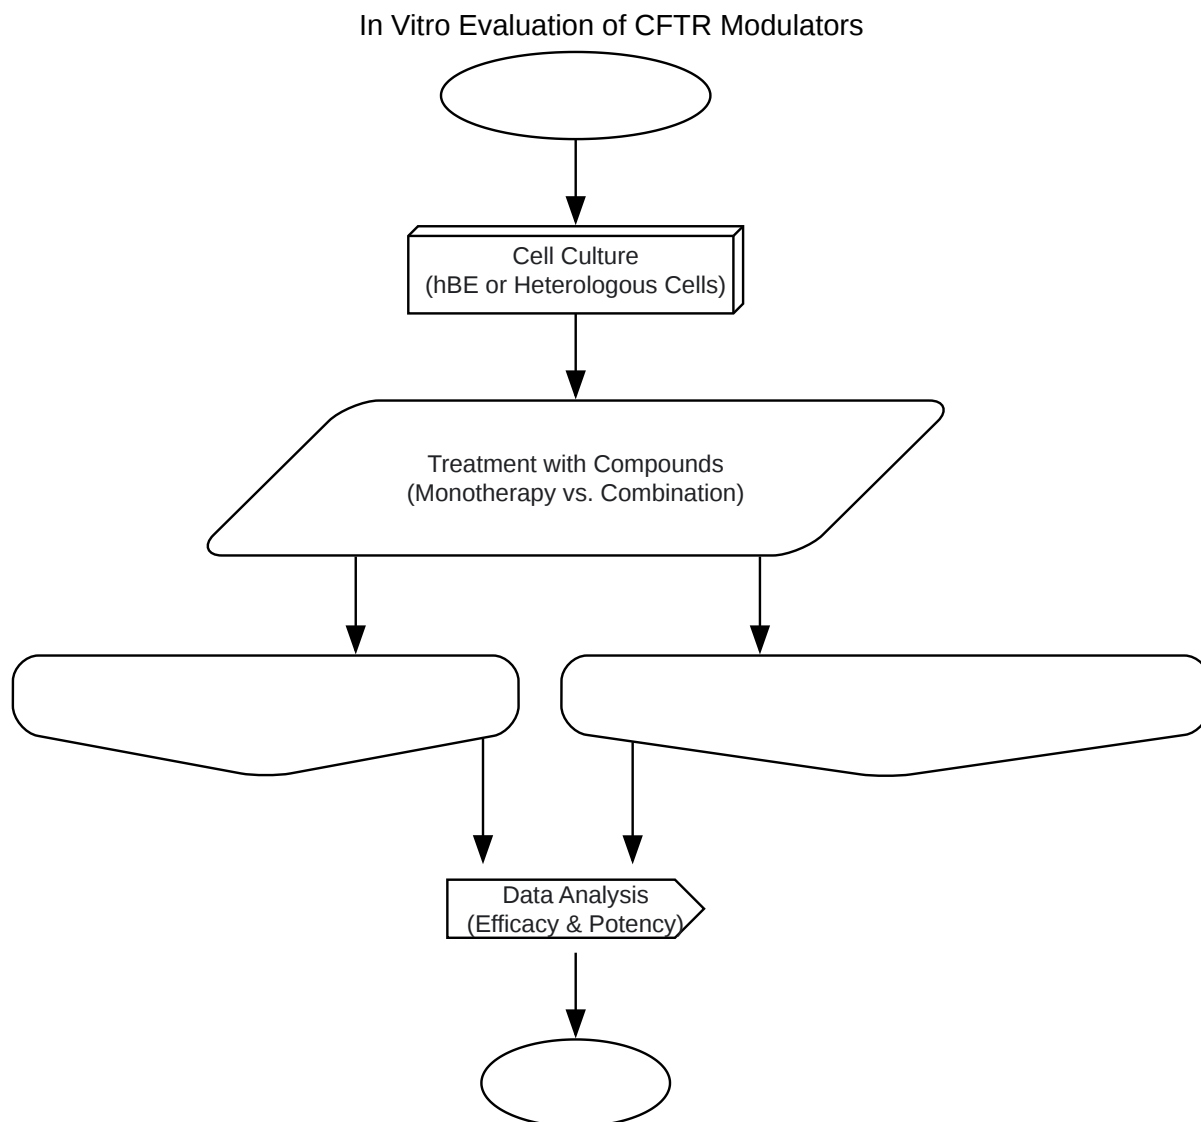 In Vitro Evaluation of CFTR Modulators
Cell Culture
(hBE or Heterologous Cells)
Treatment with Compounds
(Monotherapy vs. Combination)
Data Analysis
(Efficacy & Potency)